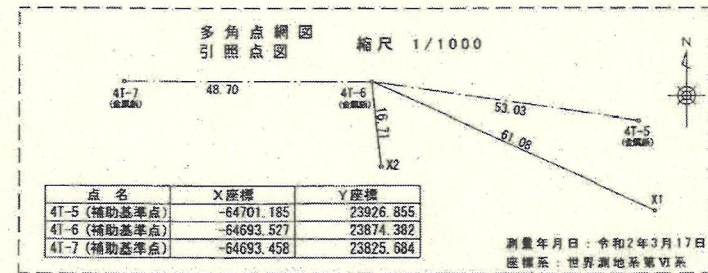 多角点網図
引照点図
縮尺 1/1000
N
4T-7
(金属鋲)
48.70
4T-6
(金属鋲)
53.03
4T-5
(金属鋲)
16.71
61.08
X2
X1
点名 X座標 Y座標
4T-5 (補助基準点) -64701.185 23926.855
4T-6 (補助基準点) -64693.527 23874.382
4T-7 (補助基準点) -64693.458 23825.684
測量年月日：令和2年3月17日
座標系：世界測地系第Ⅵ系